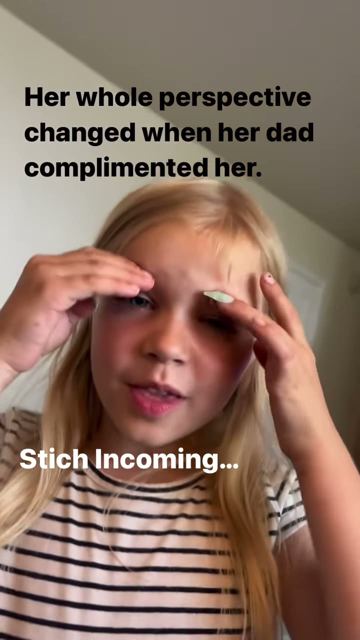 Her whole perspective
changed when her dad
complimented her.
Stich Incoming...